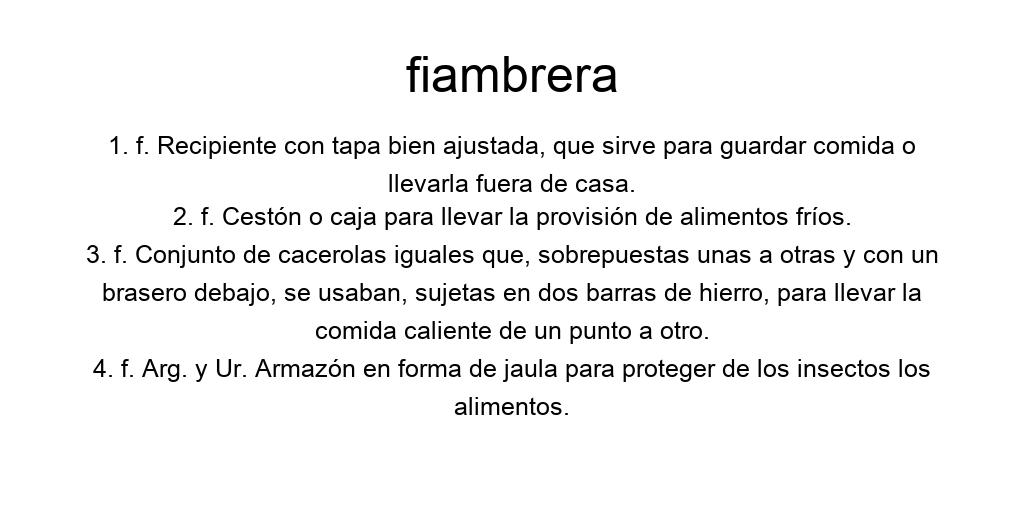 fiambrera
1. f. Recipiente con tapa bien ajustada, que sirve para guardar comida o
llevarla fuera de casa.
2. f. Cestón o caja para llevar la provisión de alimentos fríos.
3. f. Conjunto de cacerolas iguales que, sobrepuestas unas a otras y con un
brasero debajo, se usaban, sujetas en dos barras de hierro, para llevar la
comida caliente de un punto a otro.
4. f. Arg. y Ur. Armazón en forma de jaula para proteger de los insectos los
alimentos.